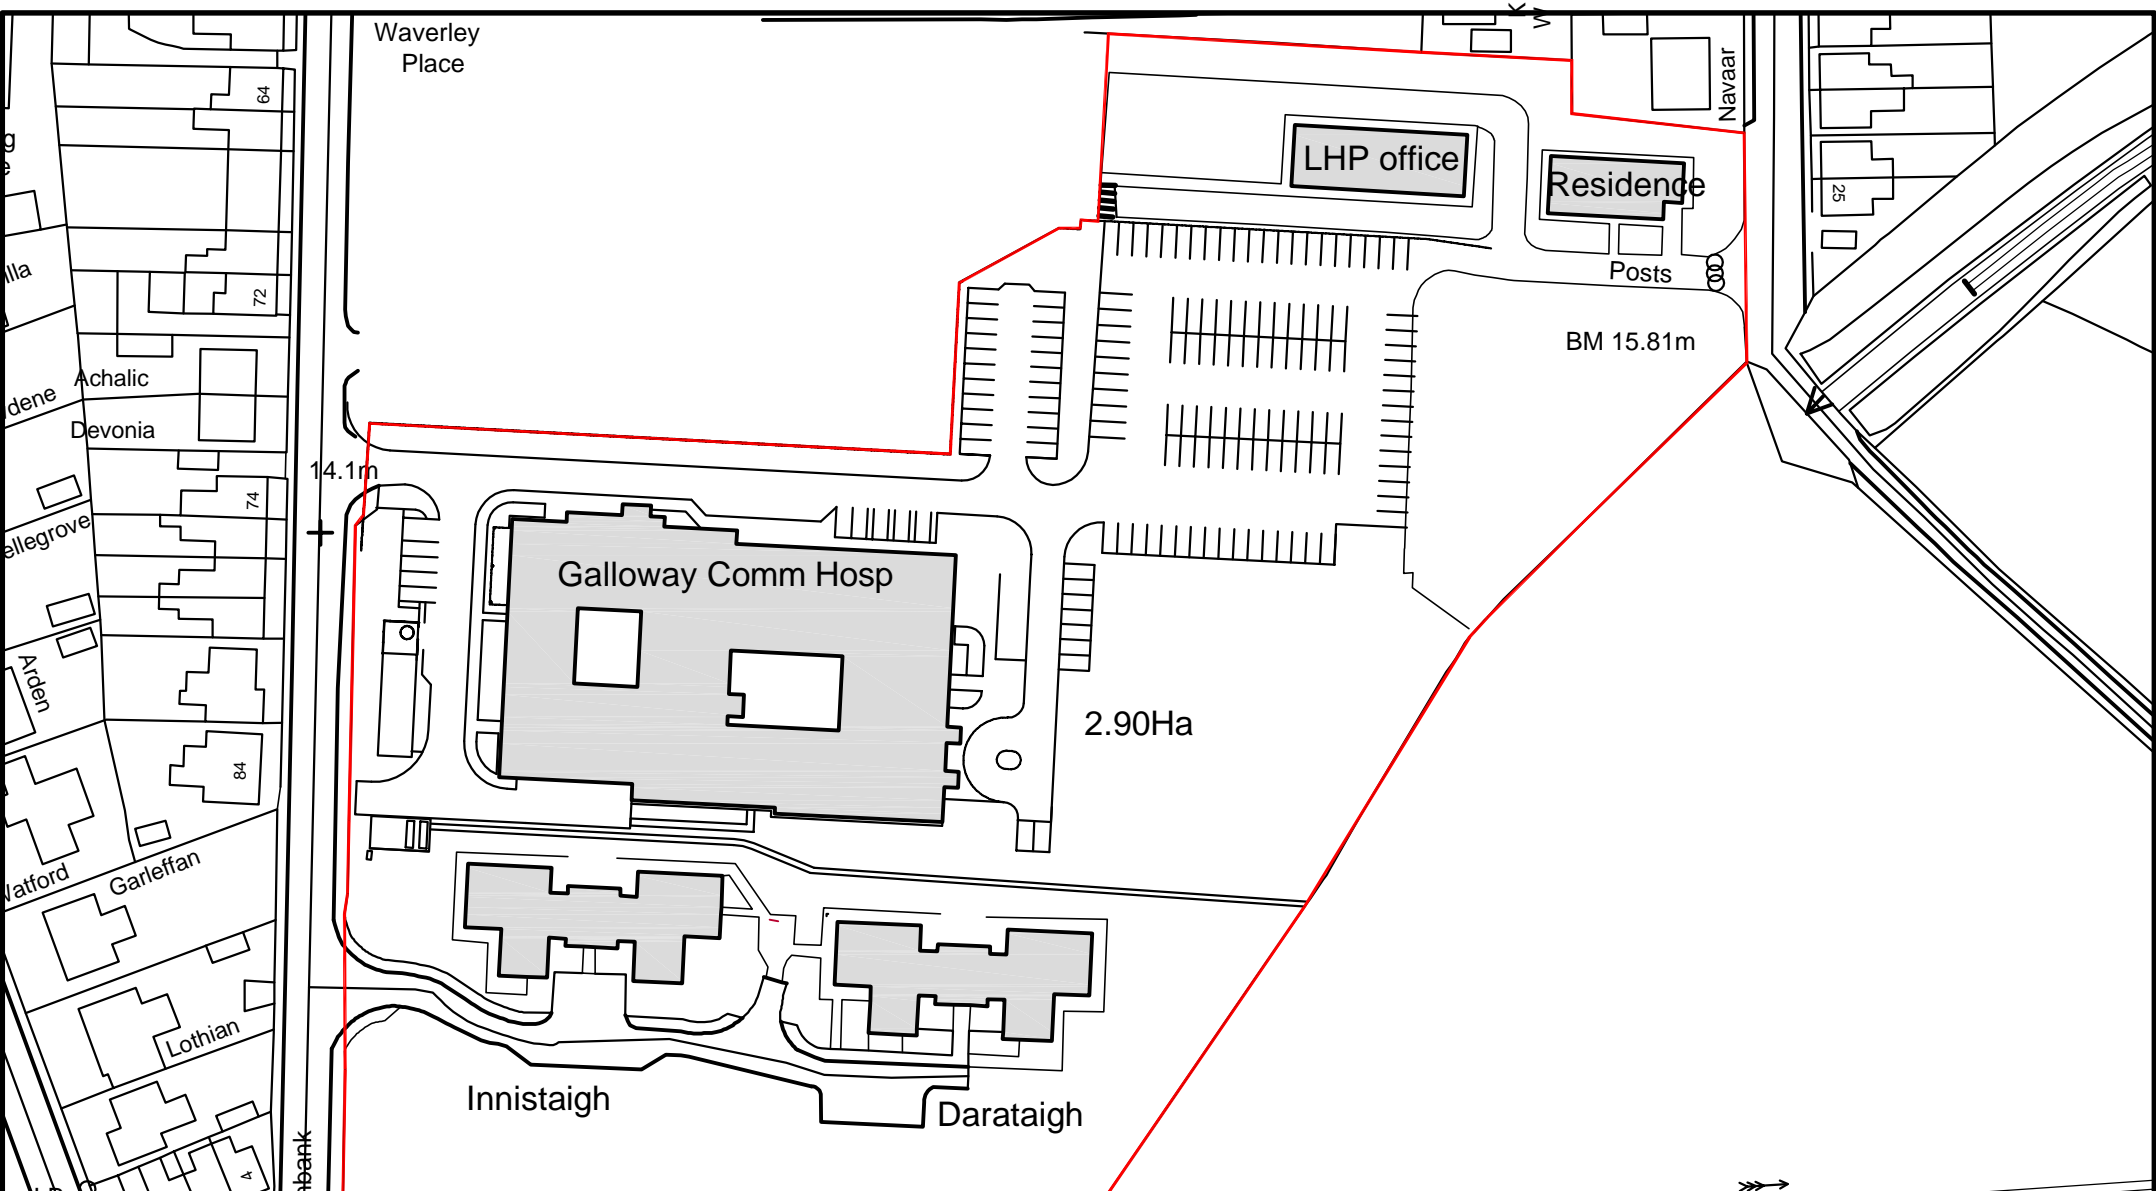 Waverley
Place
K
W
Navaar
64
LHP office
Residence
25
Posts
72
BM 15.81m
Achalic
Devonia
14.1m
74
Galloway Comm Hosp
Arden
2.90Ha
84
Garleffan
Lothian
Innistaigh
Darataigh
4